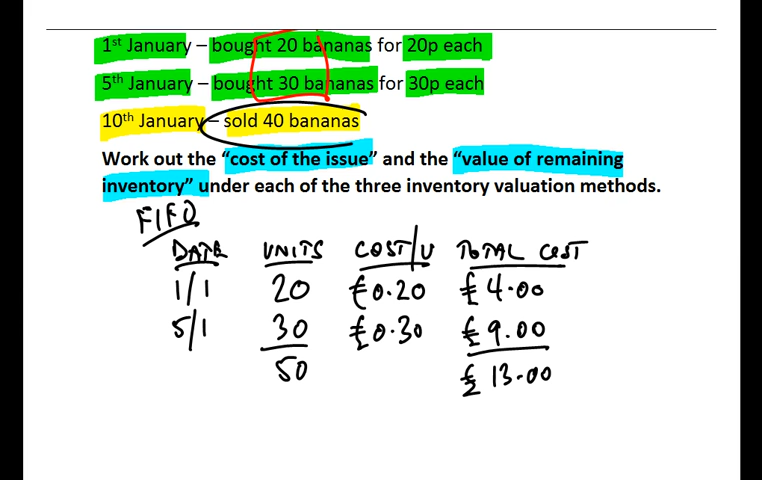 1st January – bought 20 bananas for 20p each
5th January – bought 30 bananas for 30p each
10th January – sold 40 bananas
Work out the “cost of the issue” and the “value of remaining
inventory” under each of the three inventory valuation methods.
FIFO
DATE UNITS COST/U TOTAL COST
1/1 20 £0.20 £4.00
5/1 30 £0.30 £9.00
50 £13.00